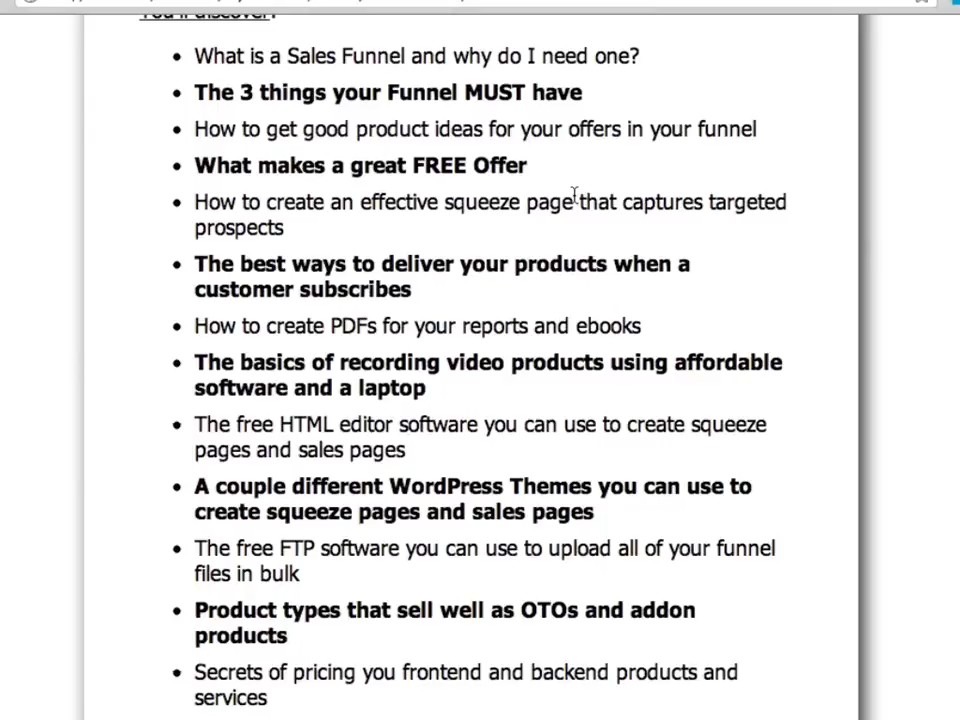 You'll discover:
• What is a Sales Funnel and why do I need one?
• The 3 things your Funnel MUST have
• How to get good product ideas for your offers in your funnel
• What makes a great FREE Offer
• How to create an effective squeeze page that captures targeted
prospects
• The best ways to deliver your products when a
customer subscribes
• How to create PDFs for your reports and ebooks
• The basics of recording video products using affordable
software and a laptop
• The free HTML editor software you can use to create squeeze
pages and sales pages
• A couple different WordPress Themes you can use to
create squeeze pages and sales pages
• The free FTP software you can use to upload all of your funnel
files in bulk
• Product types that sell well as OTOs and addon
products
• Secrets of pricing you frontend and backend products and
services